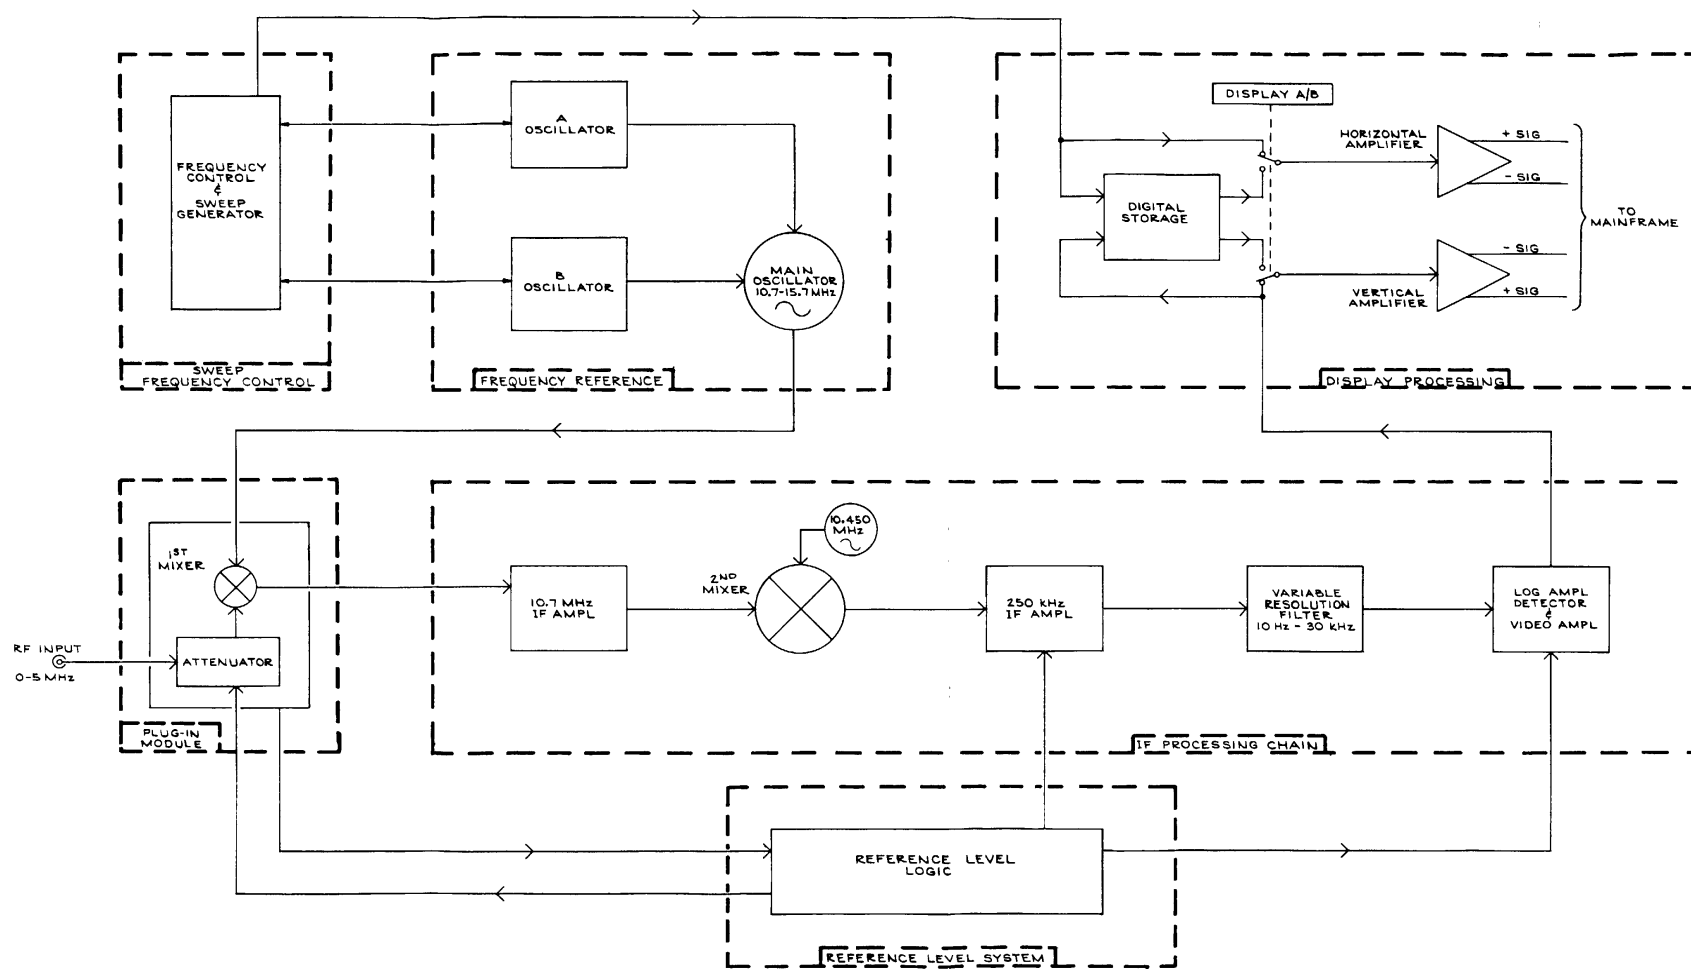 FREQUENCY
CONTROL
&
SWEEP
GENERATOR
SWEEP
FREQUENCY CONTROL
A
OSCILLATOR
B
OSCILLATOR
MAIN
OSCILLATOR
10.7-15.7MHz
FREQUENCY REFERENCE
DISPLAY A/B
HORIZONTAL
AMPLIFIER
+ SIG
- SIG
DIGITAL
STORAGE
TO
MAINFRAME
VERTICAL
AMPLIFIER
- SIG
+ SIG
DISPLAY PROCESSING
1ST
MIXER
RF INPUT
0-5 MHz
ATTENUATOR
PLUG-IN
MODULE
10.7 MHz
IF AMPL
2ND
MIXER
10.450
MHz
250 kHz
IF AMPL
VARIABLE
RESOLUTION
FILTER
10 Hz - 30 kHz
LOG AMPL
DETECTOR
&
VIDEO AMPL
IF PROCESSING CHAIN
REFERENCE LEVEL
LOGIC
REFERENCE LEVEL SYSTEM